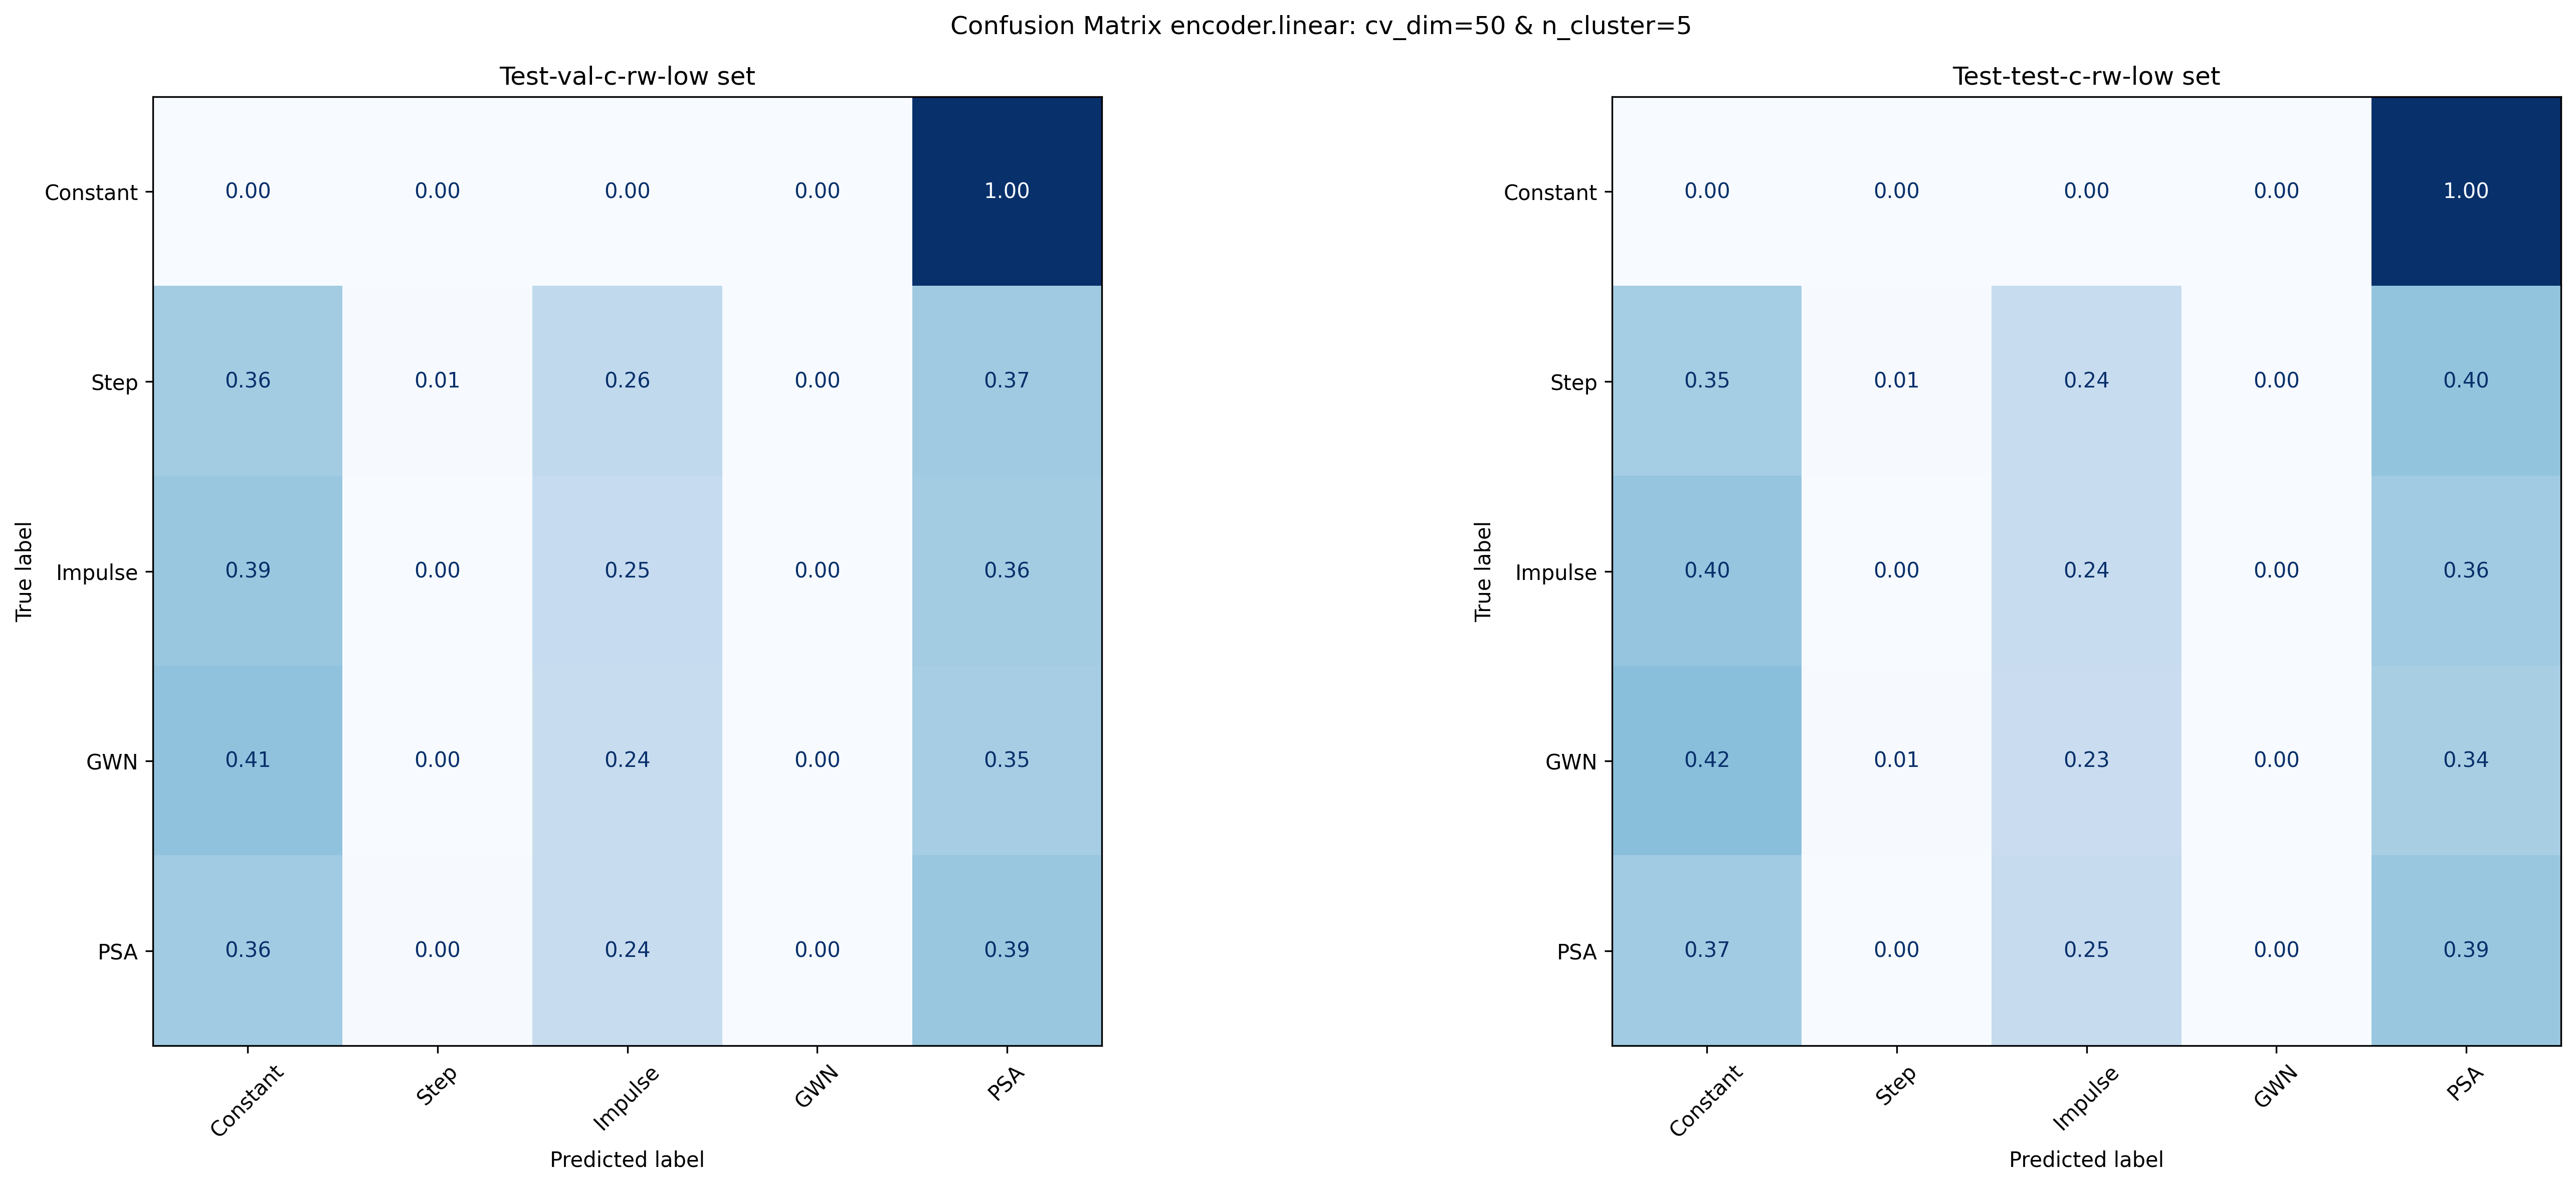 Confusion Matrix encoder.linear: cv_dim=50 & n_cluster=5
Test-val-c-rw-low set
True label
Constant 0.00 0.00 0.00 0.00 1.00
Step 0.36 0.01 0.26 0.00 0.37
Impulse 0.39 0.00 0.25 0.00 0.36
GWN 0.41 0.00 0.24 0.00 0.35
PSA 0.36 0.00 0.24 0.00 0.39
Constant Step Impulse GWN PSA
Predicted label
Test-test-c-rw-low set
True label
Constant 0.00 0.00 0.00 0.00 1.00
Step 0.35 0.01 0.24 0.00 0.40
Impulse 0.40 0.00 0.24 0.00 0.36
GWN 0.42 0.01 0.23 0.00 0.34
PSA 0.37 0.00 0.25 0.00 0.39
Constant Step Impulse GWN PSA
Predicted label